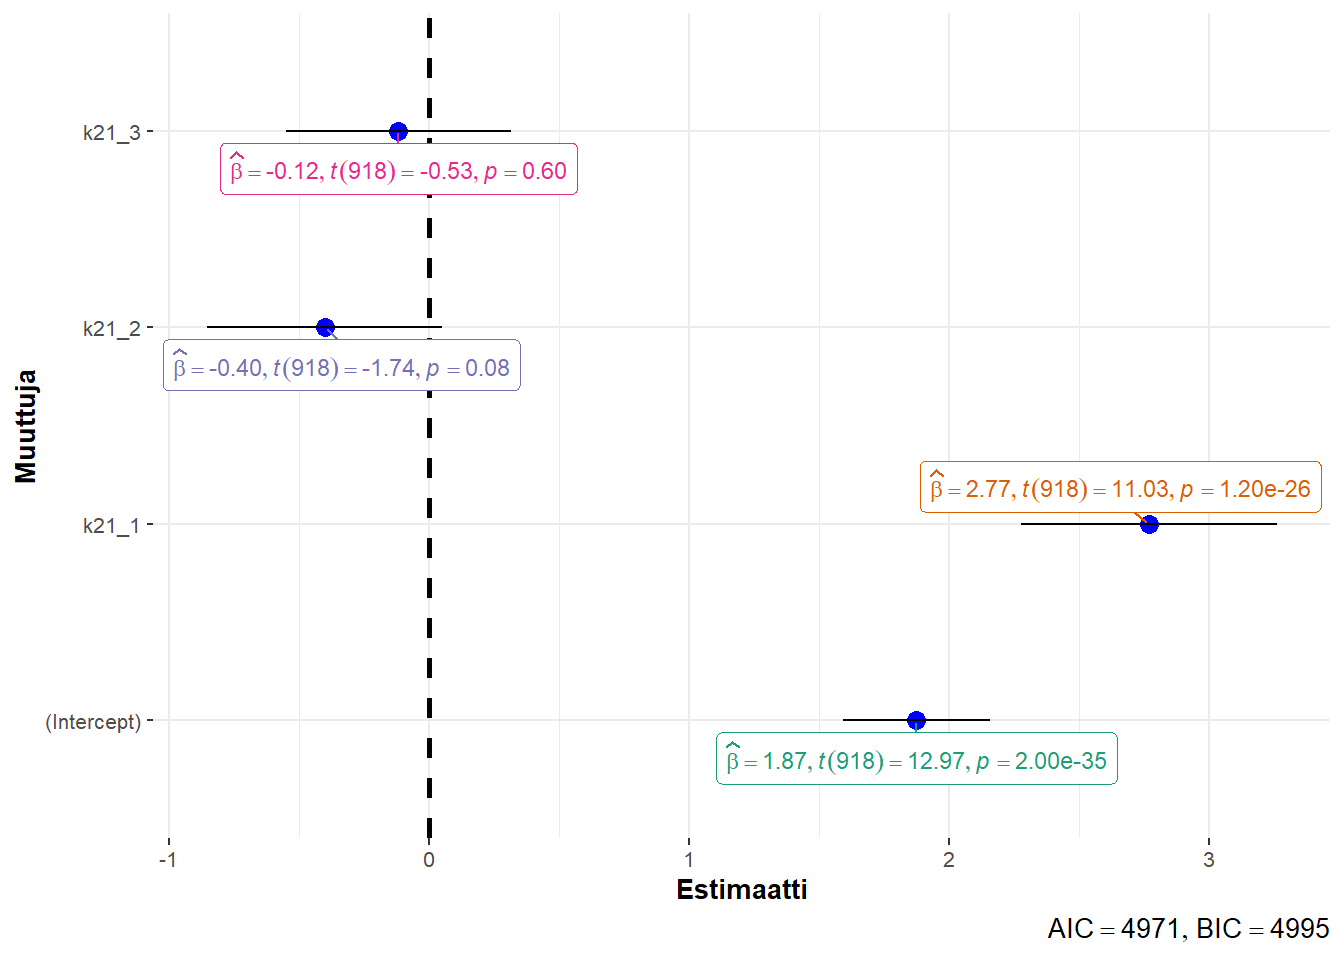 k21_3
β̂ = -0.12, t(918) = -0.53, p = 0.60
k21_2
β̂ = -0.40, t(918) = -1.74, p = 0.08
Muuttuja
β̂ = 2.77, t(918) = 11.03, p = 1.20e-26
k21_1
(Intercept)
β̂ = 1.87, t(918) = 12.97, p = 2.00e-35
-1 0 1 2 3
Estimaatti
AIC = 4971, BIC = 4995